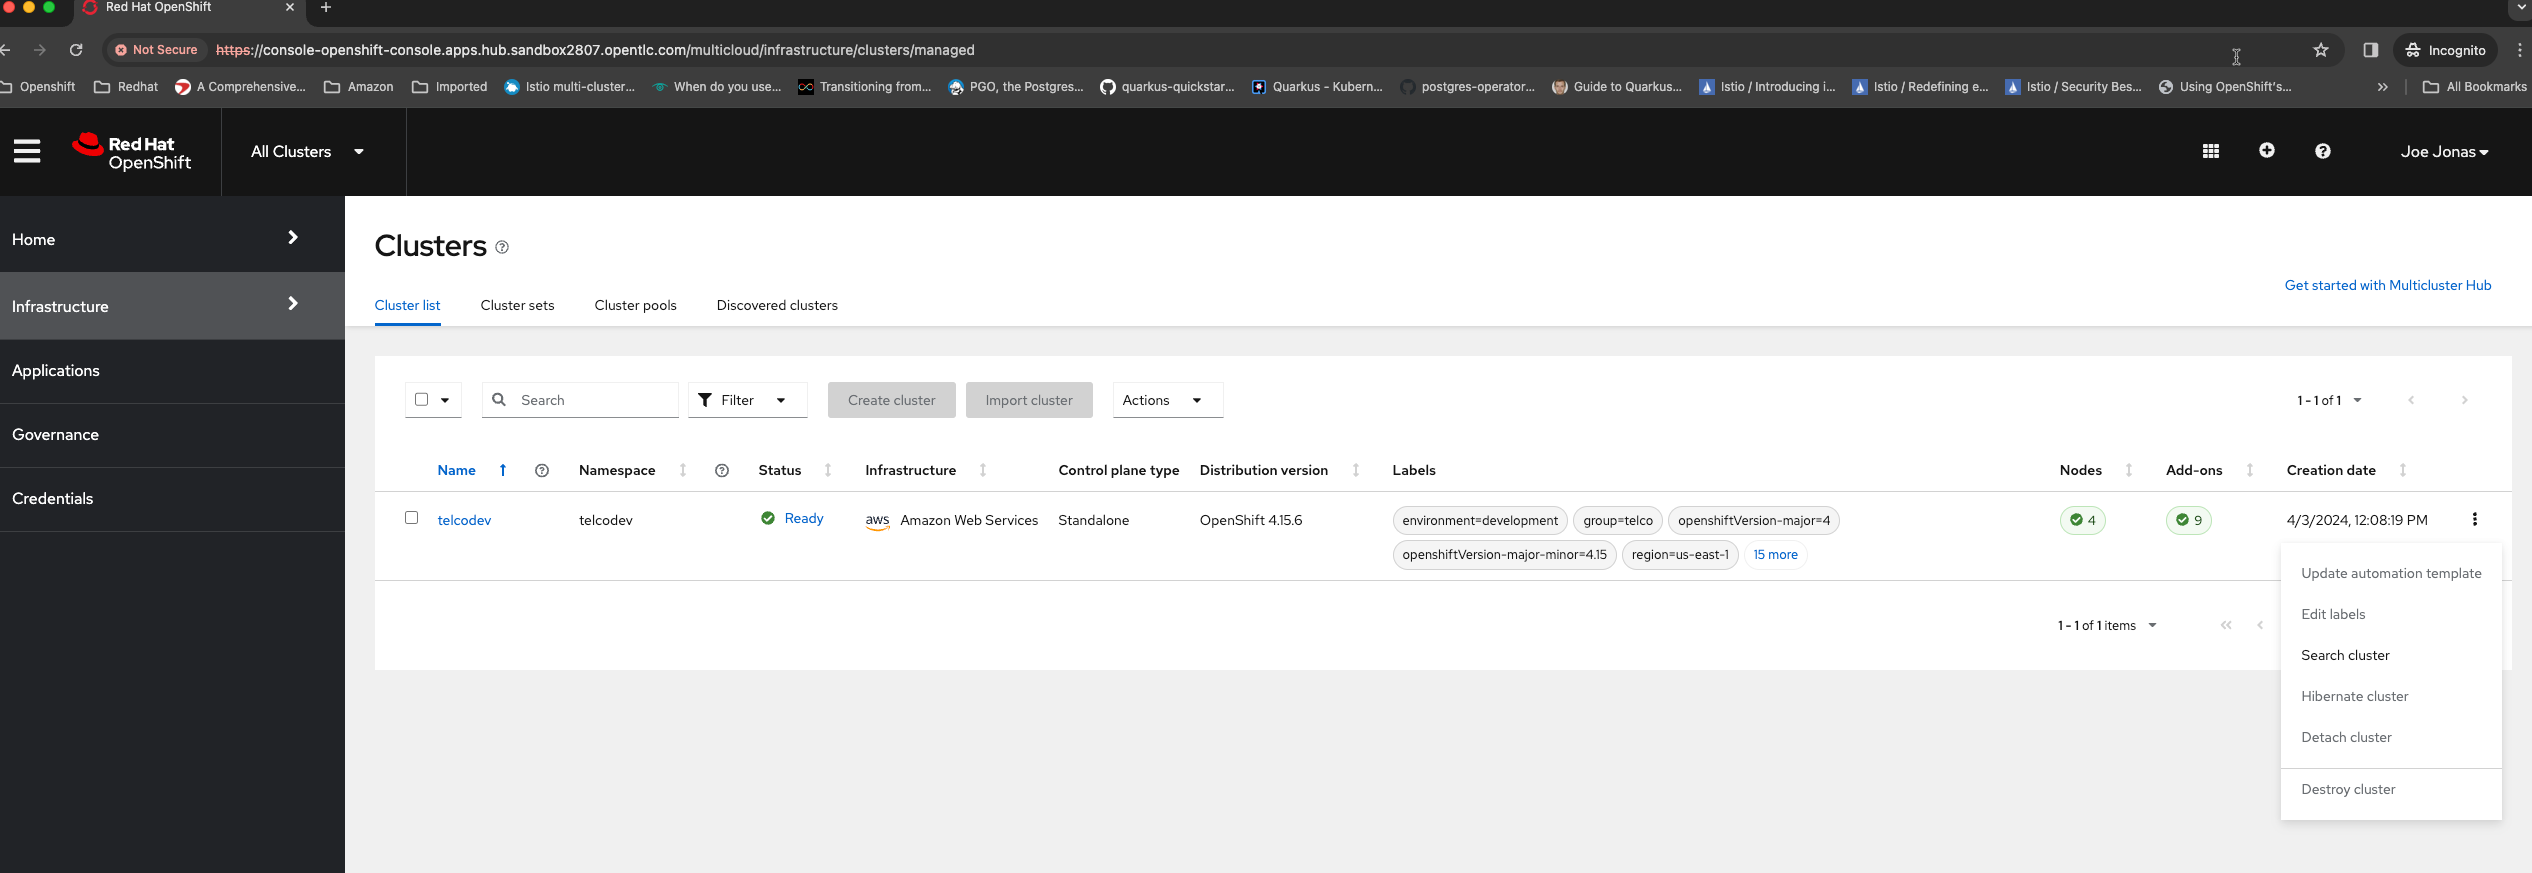 Red Hat OpenShift
Not Secure https://console-openshift-console.apps.hub.sandbox2807.opentlc.com/multicloud/infrastructure/clusters/managed Incognito
Openshift Redhat A Comprehensive... Amazon Imported Istio multi-cluster... When do you use... Transitioning from... PGO, the Postgres... quarkus-quickstar... Quarkus - Kubern... postgres-operator... Guide to Quarkus... Istio / Introducing i... Istio / Redefining e... Istio / Security Bes... Using OpenShift's... » All Bookmarks
Red Hat
OpenShift
All Clusters
Joe Jonas
Home
Infrastructure
Applications
Governance
Credentials
Clusters
Get started with Multicluster Hub
Cluster list Cluster sets Cluster pools Discovered clusters
Search Filter Create cluster Import cluster Actions 1 - 1 of 1
Name Namespace Status Infrastructure Control plane type Distribution version Labels Nodes Add-ons Creation date
telcodev telcodev Ready aws Amazon Web Services Standalone OpenShift 4.15.6 environment=development group=telco openshiftVersion-major=4 4 9 4/3/2024, 12:08:19 PM
openshiftVersion-major-minor=4.15 region=us-east-1 15 more
1 - 1 of 1 items
Update automation template
Edit labels
Search cluster
Hibernate cluster
Detach cluster
Destroy cluster